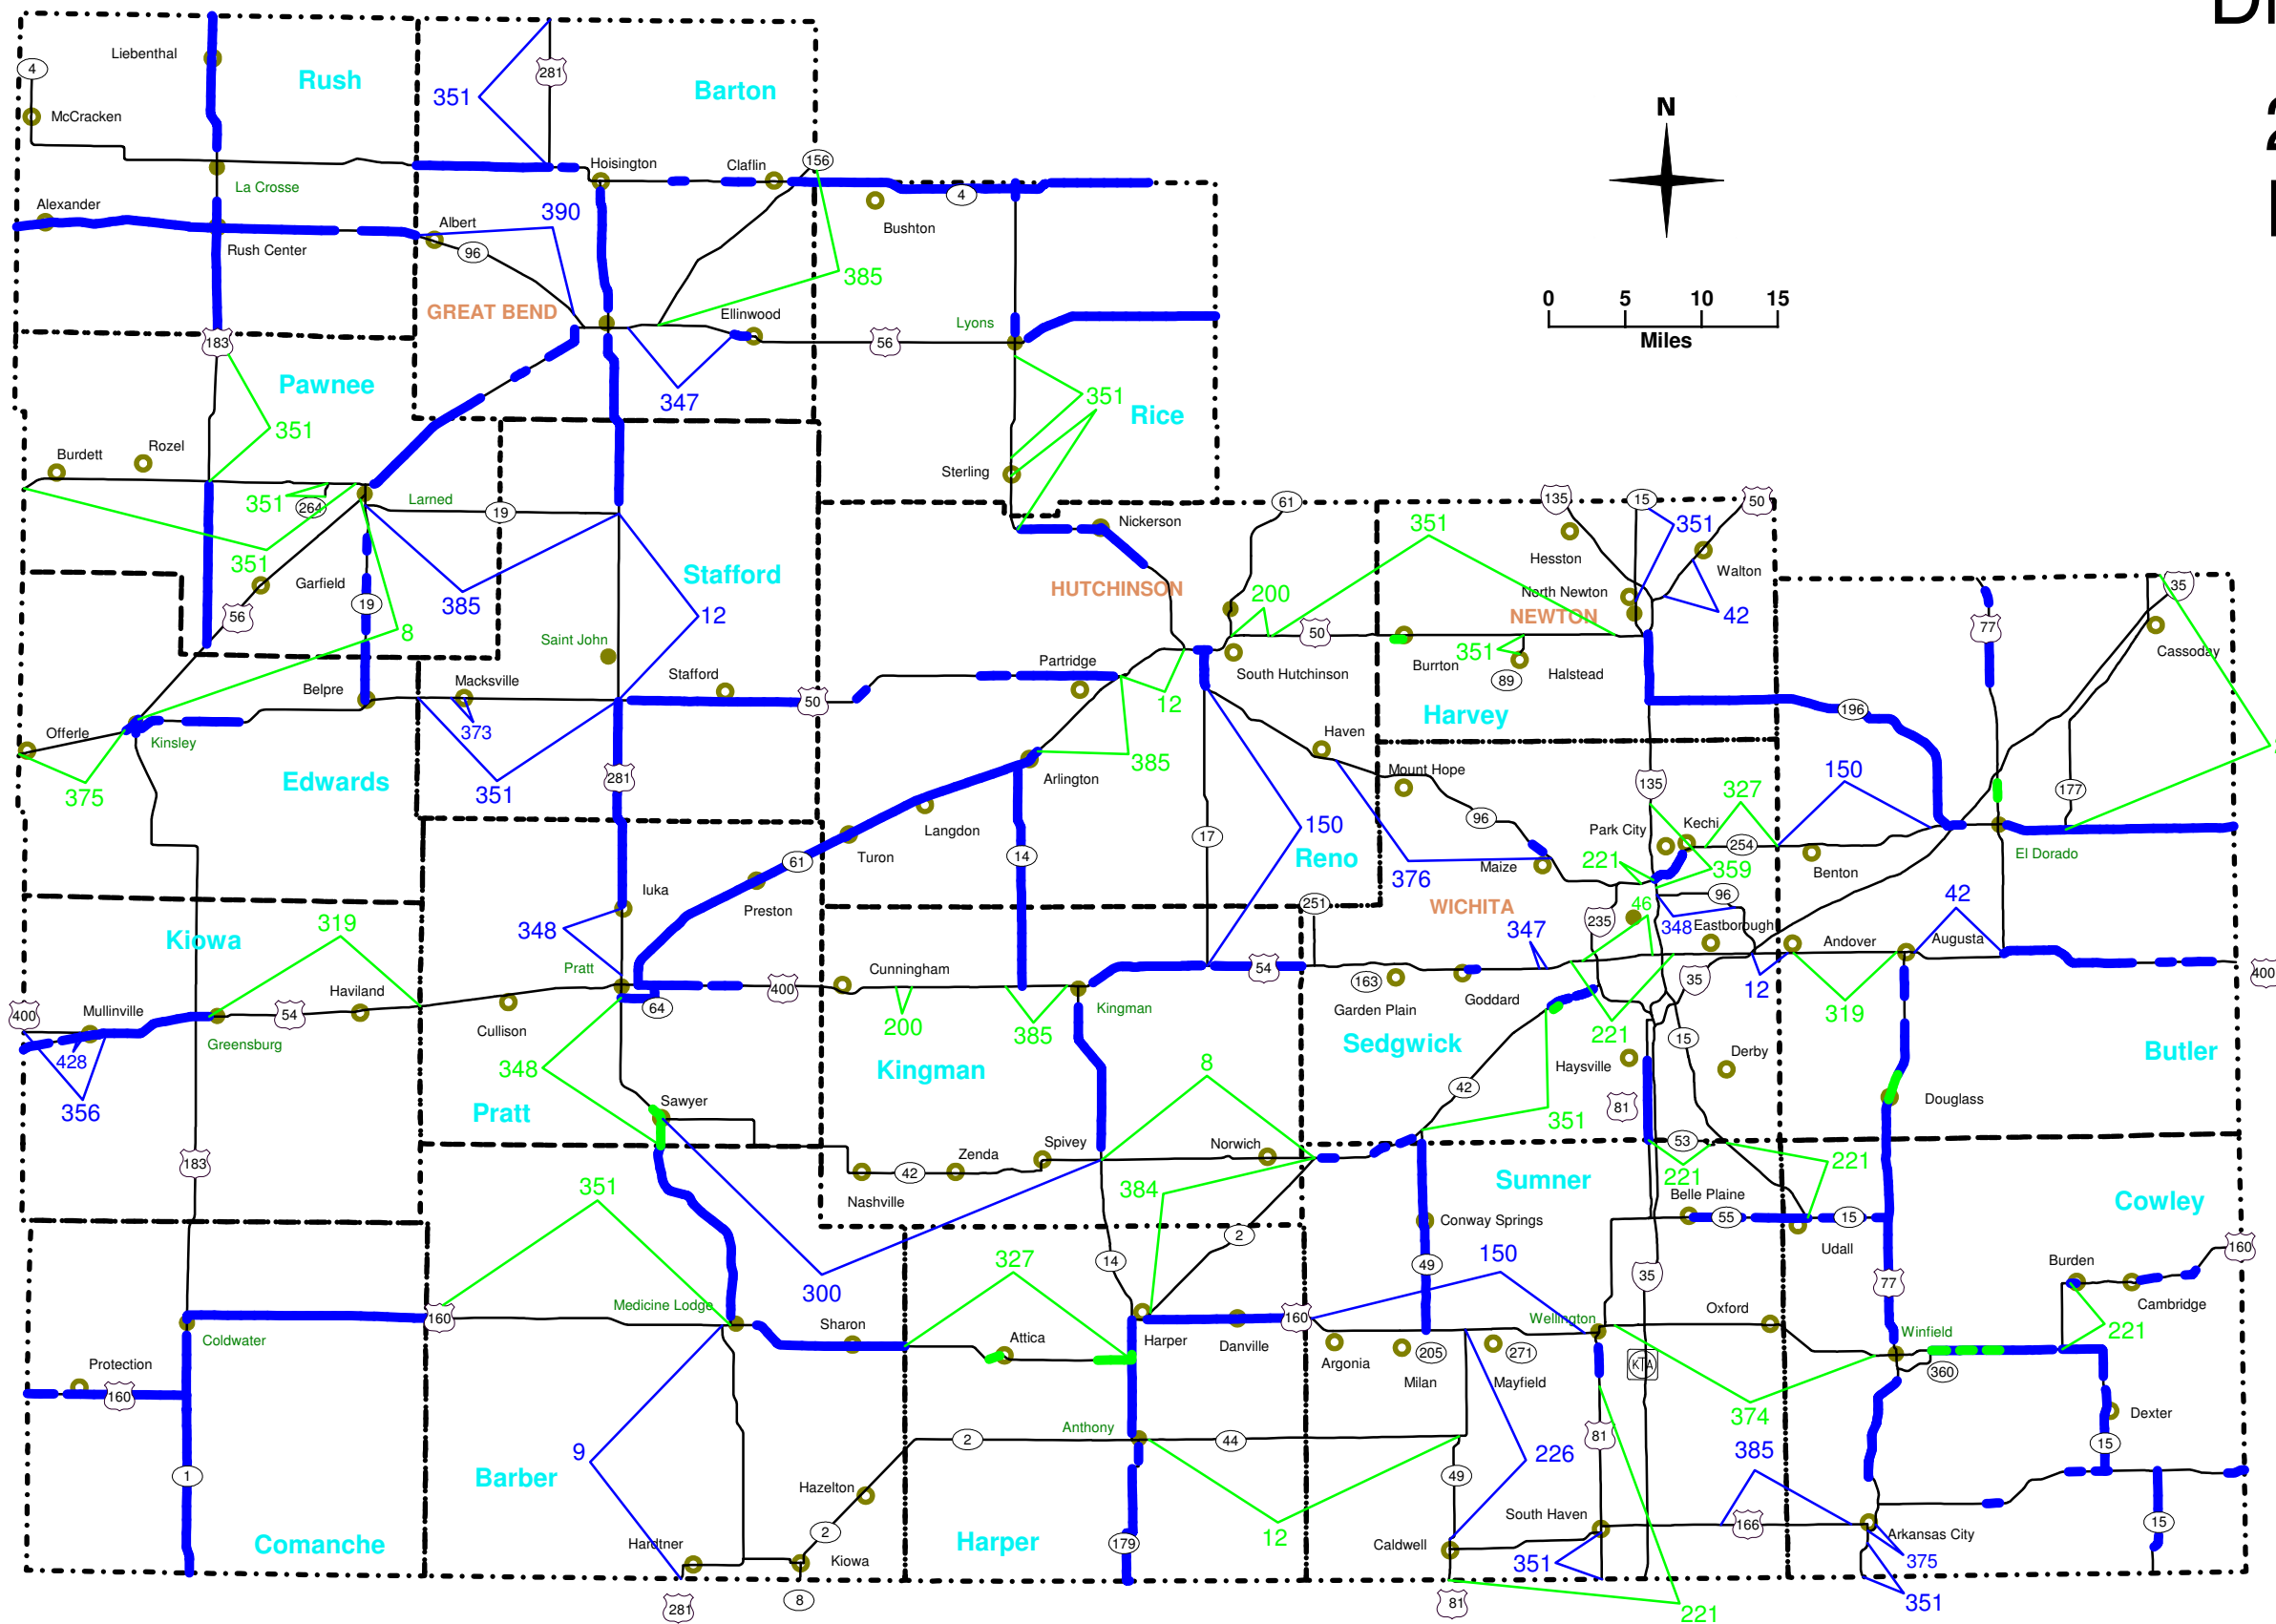 DI
2
Liebenthal
4
Rush
281
351
Barton
McCracken
N
156
Hoisington
Claflin
La Crosse
4
Alexander
Albert
390
Bushton
Rush Center
96
385
GREAT BEND
Ellinwood
Lyons
0 5 10 15
Miles
183
56
Pawnee
347
351
Rice
351
Rozel
Burdett
Sterling
351
264
Larned
19
61
135
15
50
Nickerson
351
351
351
Hesston
Walton
Garfield
Stafford
HUTCHINSON
200
North Newton
NEWTON
42
19
385
12
56
8
50
77
35
Saint John
351
Burrton
Halstead
89
Cassoday
Partridge
South Hutchinson
Belpre
Macksville
Stafford
50
12
Harvey
196
373
Offerle
Kinsley
Haven
385
Arlington
Edwards
281
375
351
Mount Hope
135
150
177
327
96
Langdon
17
150
Park City
Kechi
254
El Dorado
Turon
14
Reno
221
359
Benton
61
376
Maize
Iuka
Preston
251
WICHITA
46
96
42
235
348
Eastborough
319
Kiowa
348
347
Andover
Augusta
Pratt
Cunningham
54
163
35
400
Haviland
400
Garden Plain
Goddard
12
400
Mullinville
54
Cullison
64
Kingman
200
385
319
Greensburg
221
428
Sedgwick
15
Derby
Butler
348
Kingman
8
Haysville
356
42
Pratt
Sawyer
81
351
Douglass
183
Spivey
Norwich
53
Zenda
42
221
221
Sumner
351
384
Nashville
Belle Plaine
Cowley
Conway Springs
55
15
2
Udall
160
327
14
49
150
35
77
Burden
300
Cambridge
Medicine Lodge
160
160
Oxford
Coldwater
Sharon
Attica
Harper
Danville
Wellington
Winfield
221
Argonia
205
271
Protection
KTA
360
160
Milan
Mayfield
374
Anthony
Dexter
9
2
44
81
385
15
226
1
Barber
49
Hazelton
South Haven
166
15
2
12
Comanche
Hardtner
Harper
179
Caldwell
Arkansas City
Kiowa
351
375
281
8
81
221
351